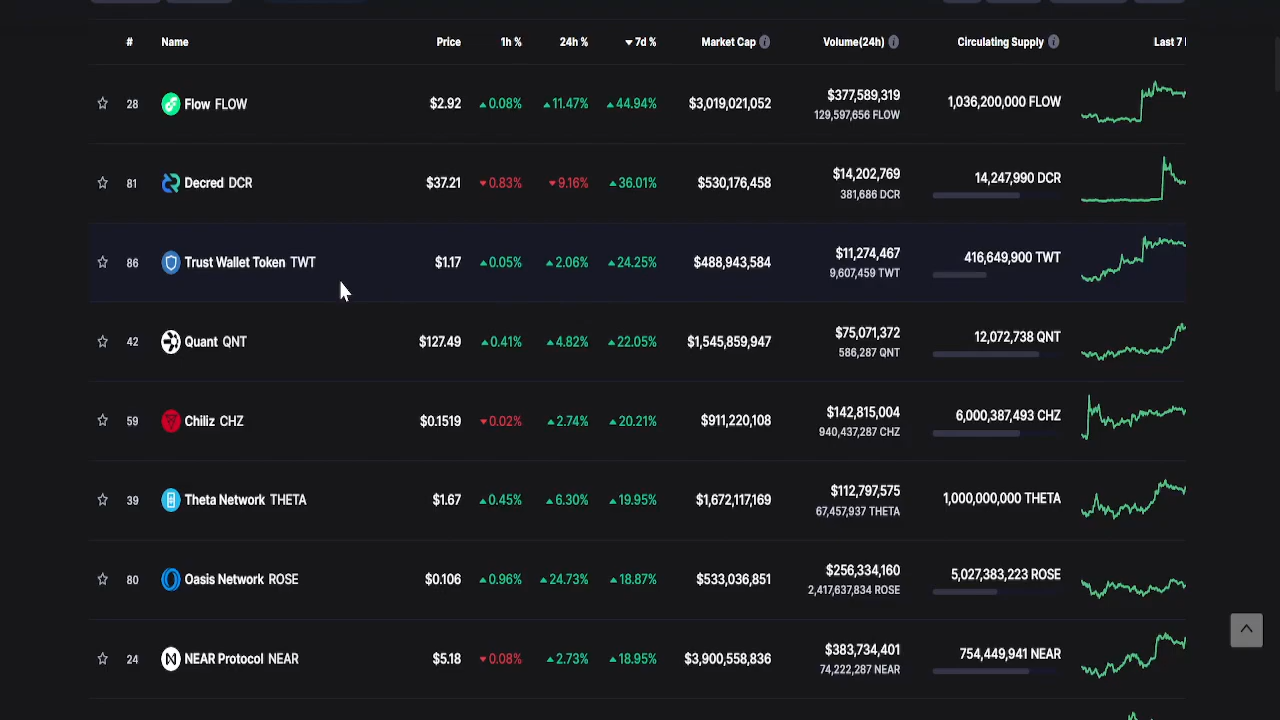 # Name Price 1h % 24h % 7d % Market Cap Volume(24h) Circulating Supply Last 7
28 Flow FLOW $2.92 0.08% 11.47% 44.94% $3,019,021,052 $377,589,319 1,036,200,000 FLOW
129,597,656 FLOW
81 Decred DCR $37.21 0.83% 9.16% 36.01% $530,176,458 $14,202,769 14,247,990 DCR
381,686 DCR
86 Trust Wallet Token TWT $1.17 0.05% 2.06% 24.25% $488,943,584 $11,274,467 416,649,900 TWT
9,607,459 TWT
42 Quant QNT $127.49 0.41% 4.82% 22.05% $1,545,859,947 $75,071,372 12,072,738 QNT
586,287 QNT
59 Chiliz CHZ $0.1519 0.02% 2.74% 20.21% $911,220,108 $142,815,004 6,000,387,493 CHZ
940,437,287 CHZ
39 Theta Network THETA $1.67 0.45% 6.30% 19.95% $1,672,117,169 $112,797,575 1,000,000,000 THETA
67,457,937 THETA
80 Oasis Network ROSE $0.106 0.96% 24.73% 18.87% $533,036,851 $256,334,160 5,027,383,223 ROSE
2,417,637,834 ROSE
24 NEAR Protocol NEAR $5.18 0.08% 2.73% 18.95% $3,900,558,836 $383,734,401 754,449,941 NEAR
74,222,287 NEAR